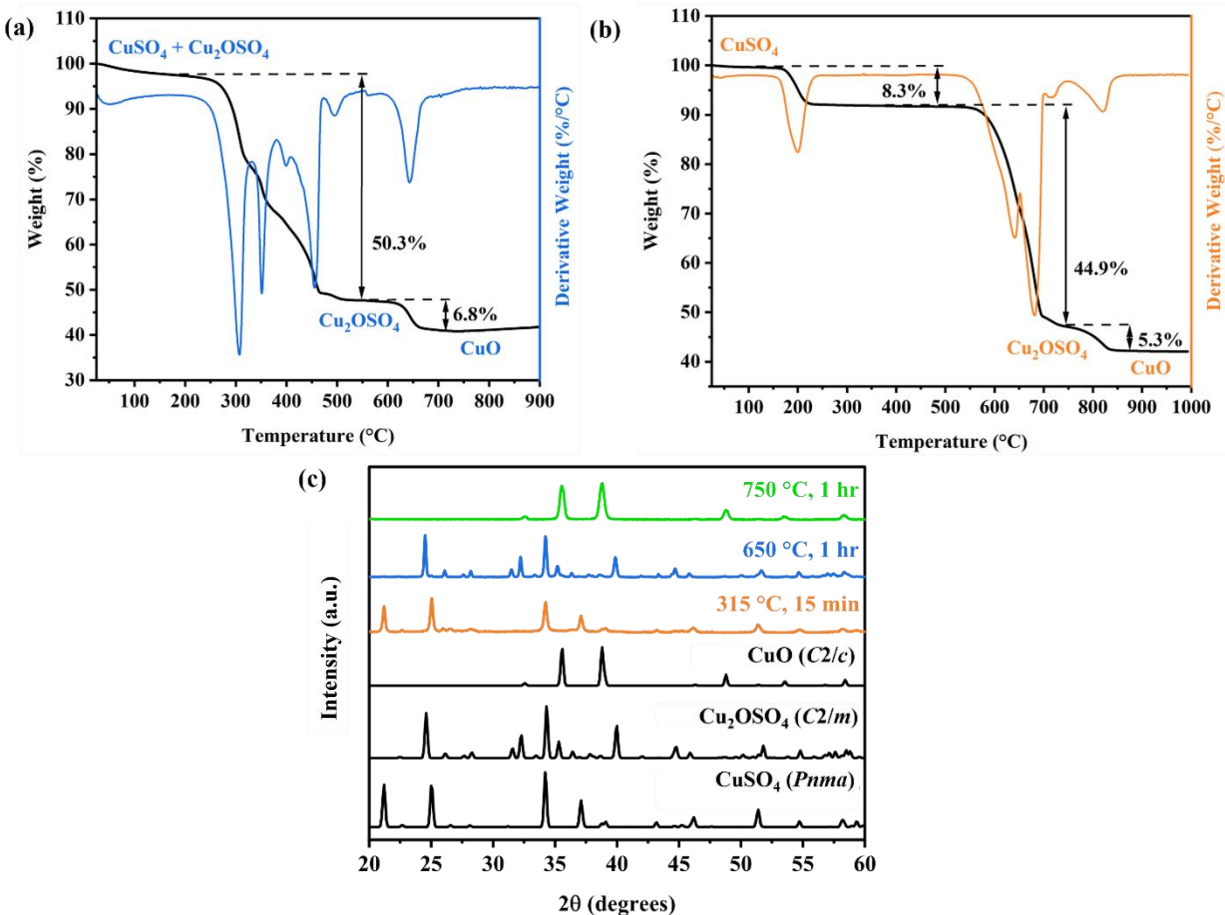 (a)
110
100
90
80
70
60
50
40
30
Weight (%)
CuSO₄ + Cu₂OSO₄
50.3%
6.8%
Cu₂OSO₄
CuO
Derivative Weight (%/°C)
100 200 300 400 500 600 700 800 900
Temperature (°C)
(b)
110
100
90
80
70
60
50
40
Weight (%)
CuSO₄
8.3%
44.9%
5.3%
Cu₂OSO₄
CuO
Derivative Weight (%/°C)
100 200 300 400 500 600 700 800 900 1000
Temperature (°C)
(c)
Intensity (a.u.)
750 °C, 1 hr
650 °C, 1 hr
315 °C, 15 min
CuO (C2/c)
Cu₂OSO₄ (C2/m)
CuSO₄ (Pnma)
20 25 30 35 40 45 50 55 60
2θ (degrees)